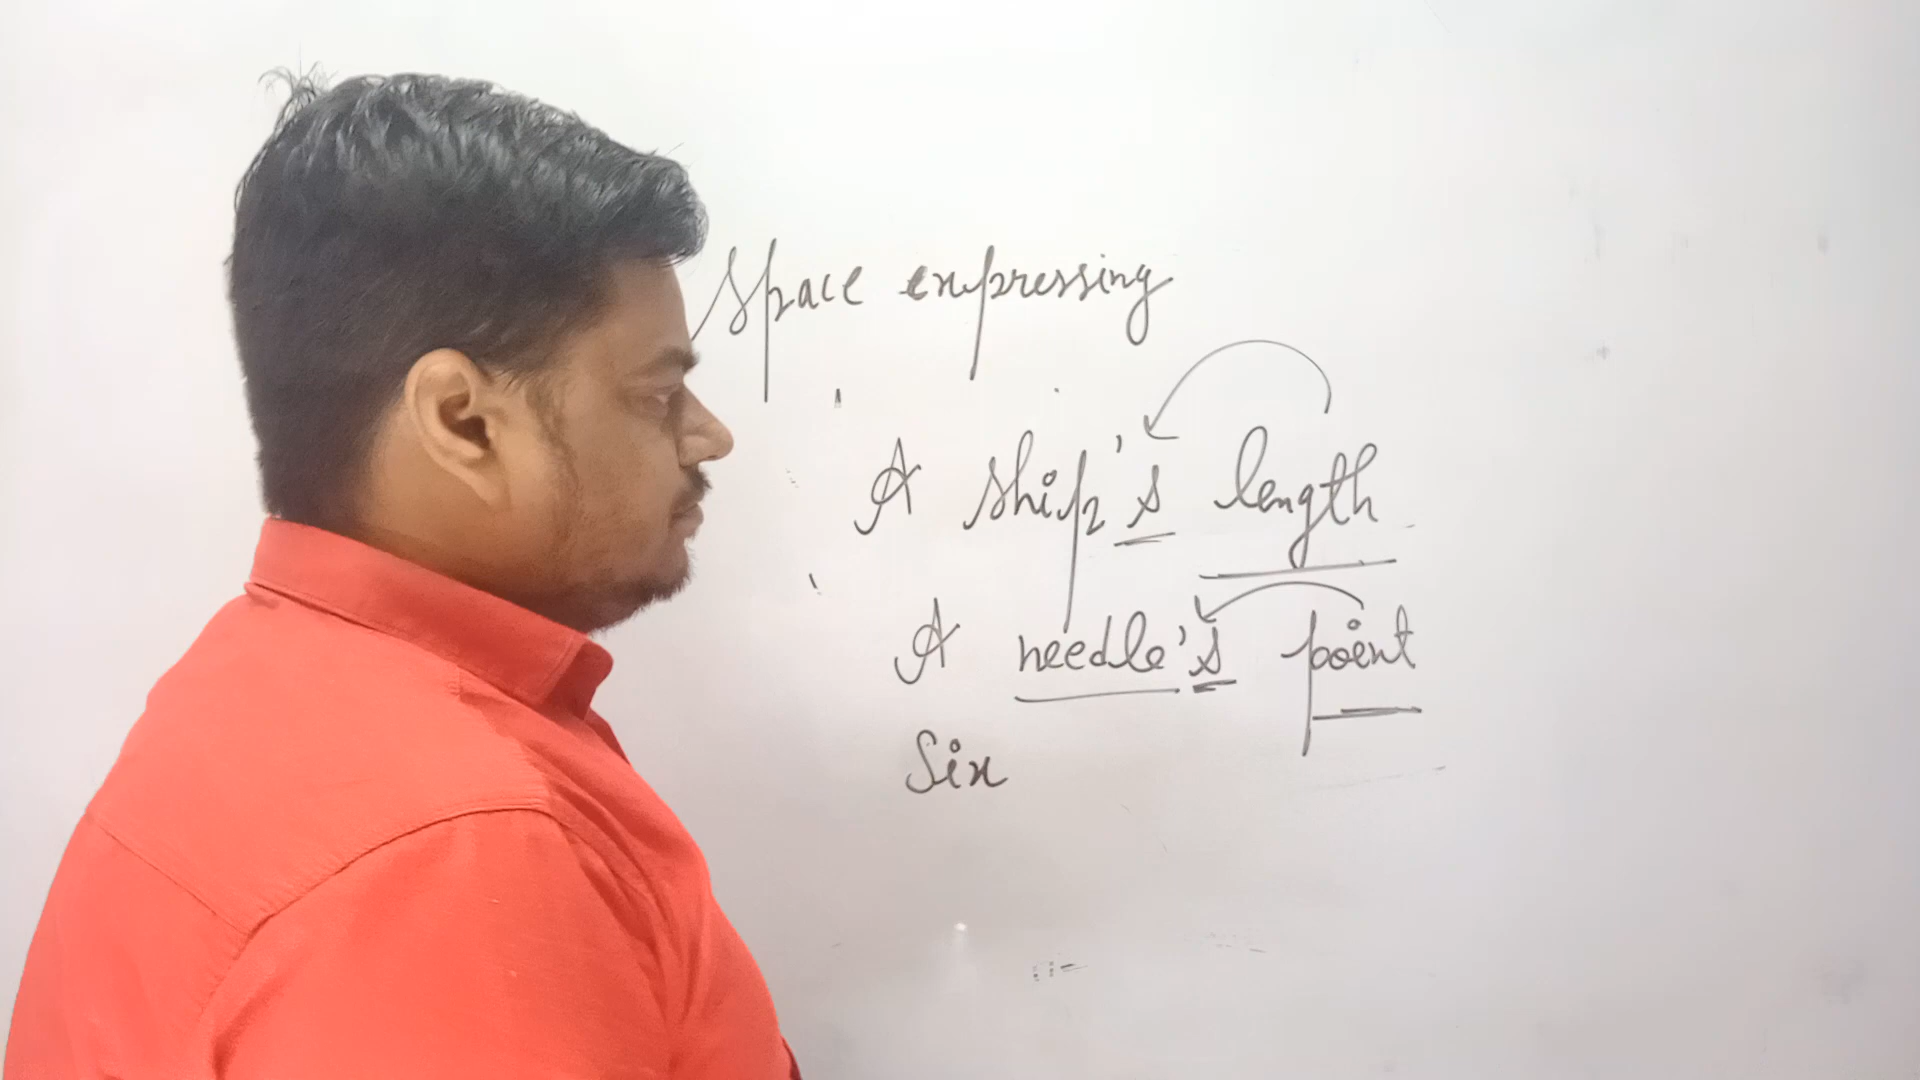 Space expressing
A ship's length
A needle's point
Six